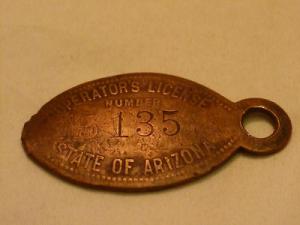 OPERATOR'S LICENSE
NUMBER
135
STATE OF ARIZONA